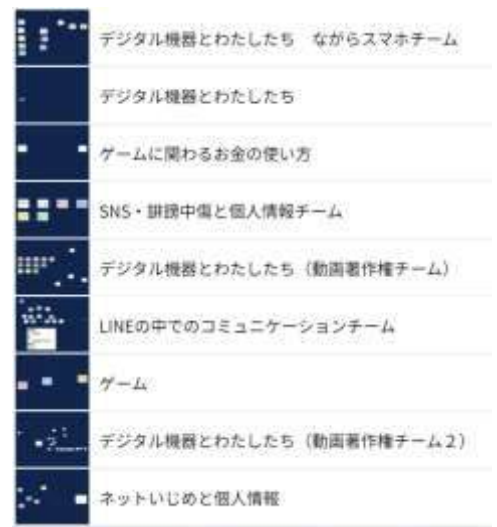 デジタル機器とわたしたち　ながらスマホチーム
デジタル機器とわたしたち
ゲームに関わるお金の使い方
SNS・誹謗中傷と個人情報チーム
デジタル機器とわたしたち（動画著作権チーム）
LINEの中でのコミュニケーションチーム
ゲーム
デジタル機器とわたしたち（動画著作権チーム２）
ネットいじめと個人情報